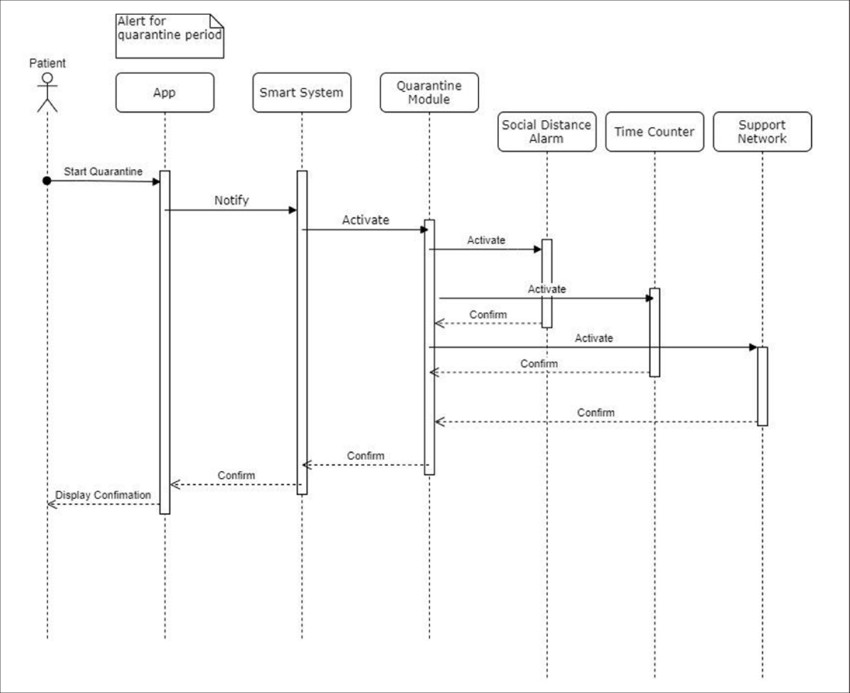 Alert for
quarantine period
Patient
App
Smart System
Quarantine
Module
Social Distance
Alarm
Time Counter
Support
Network
Start Quarantine
Notify
Activate
Activate
Activate
Confirm
Activate
Confirm
Confirm
Confirm
Confirm
Display Confimation